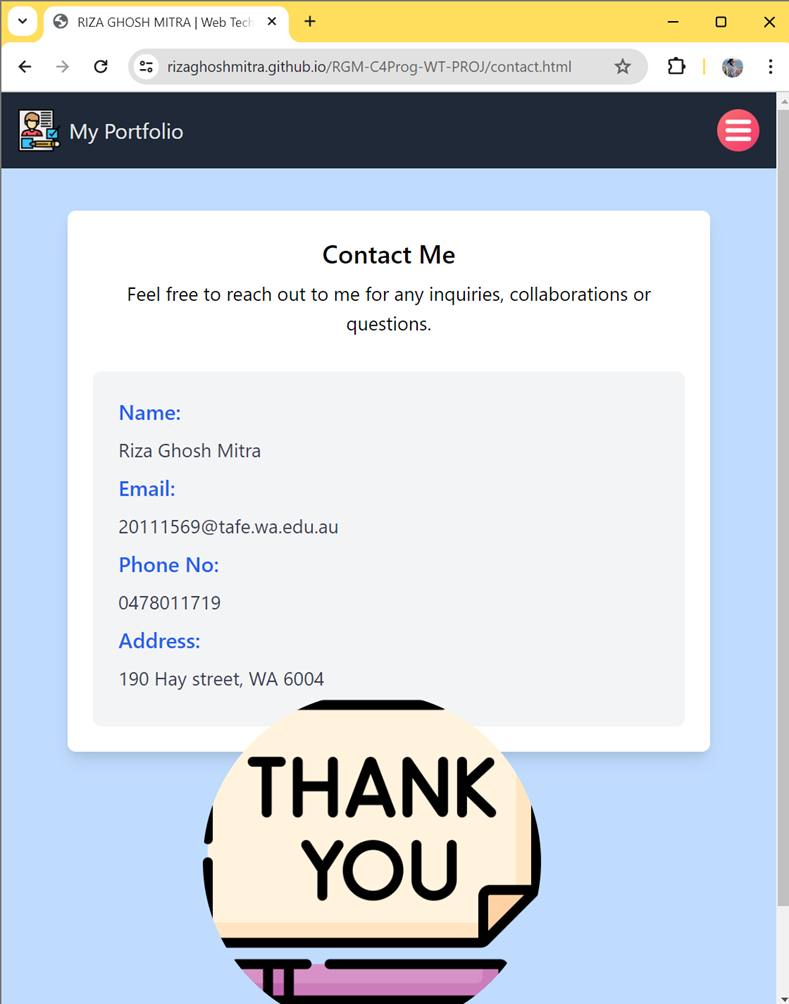 RIZA GHOSH MITRA | Web Tech
rizaghoshmitra.github.io/RGM-C4Prog-WT-PROJ/contact.html
My Portfolio
Contact Me
Feel free to reach out to me for any inquiries, collaborations or
questions.
Name:
Riza Ghosh Mitra
Email:
20111569@tafe.wa.edu.au
Phone No:
0478011719
Address:
190 Hay street, WA 6004
THANK
YOU